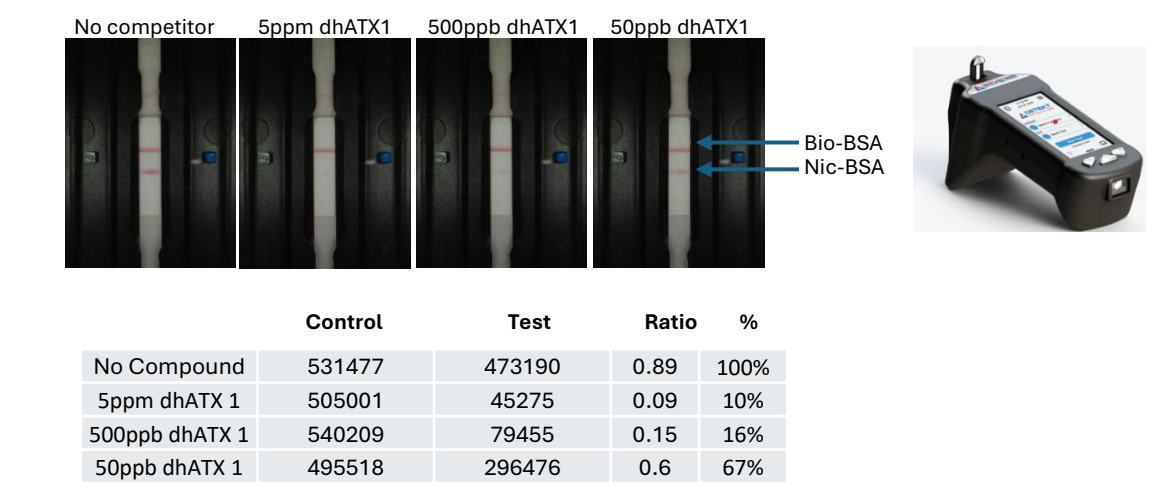 No competitor 5ppm dhATX1 500ppb dhATX1 50ppb dhATX1
Bio-BSA
Nic-BSA
Control Test Ratio %
No Compound 531477 473190 0.89 100%
5ppm dhATX 1 505001 45275 0.09 10%
500ppb dhATX 1 540209 79455 0.15 16%
50ppb dhATX 1 495518 296476 0.6 67%